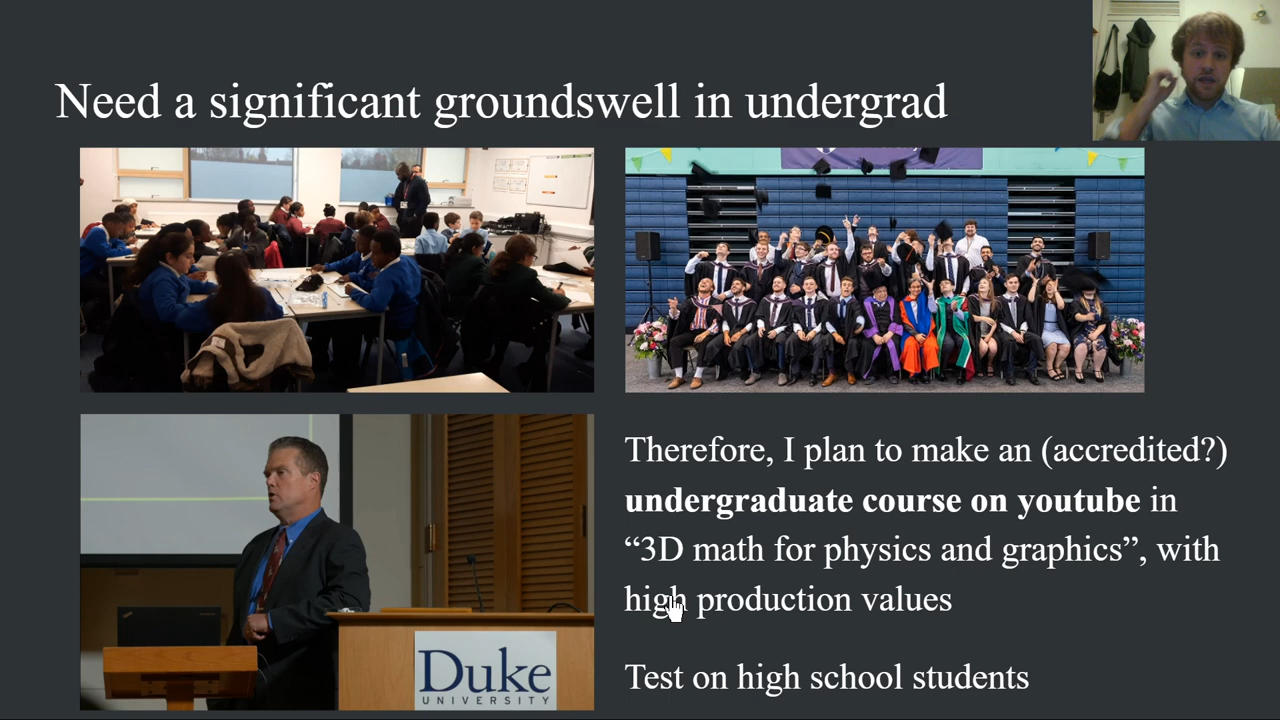 Need a significant groundswell in undergrad
Therefore, I plan to make an (accredited?)
undergraduate course on youtube in
“3D math for physics and graphics”, with
high production values
Test on high school students
Duke
UNIVERSITY